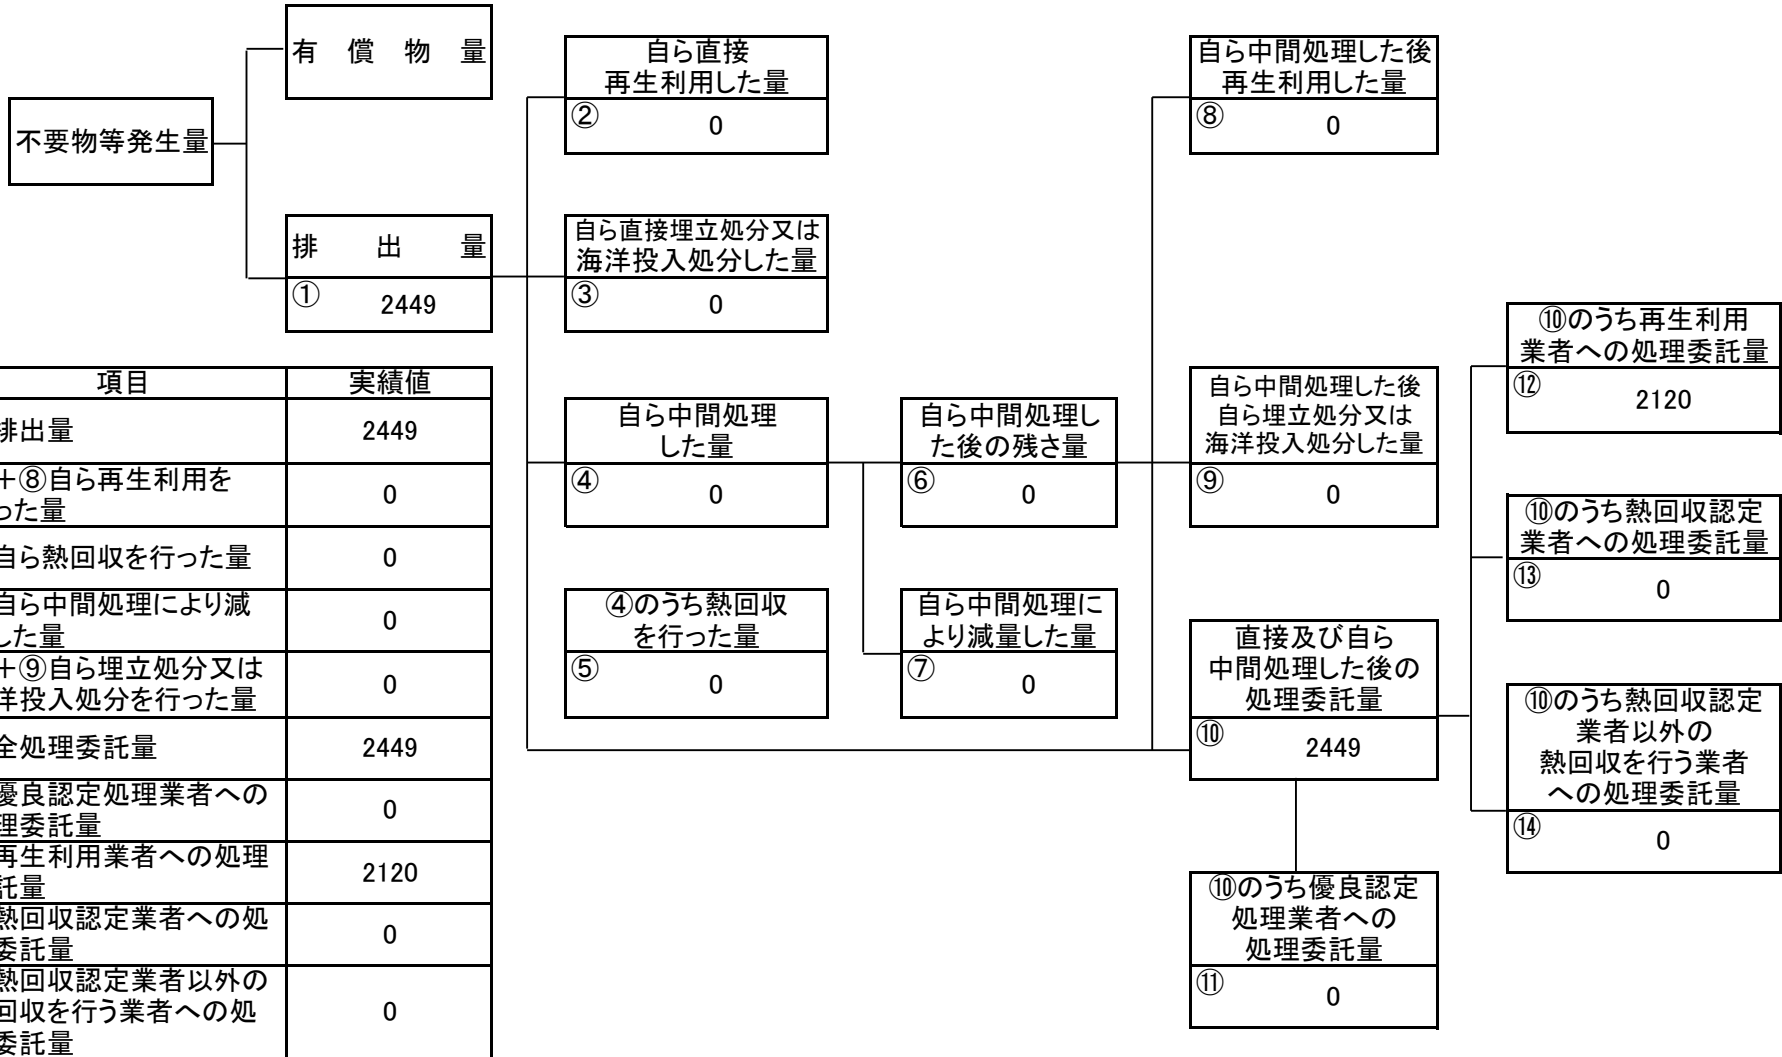 有償物量
不要物等発生量
排出量
① 2449
自ら直接
再生利用した量
② 0
自ら直接埋立処分又は
海洋投入処分した量
③ 0
自ら中間処理
した量
④ 0
④のうち熱回収
を行った量
⑤ 0
自ら中間処理し
た後の残さ量
⑥ 0
自ら中間処理に
より減量した量
⑦ 0
自ら中間処理した後
再生利用した量
⑧ 0
自ら中間処理した後
自ら埋立処分又は
海洋投入処分した量
⑨ 0
直接及び自ら
中間処理した後の
処理委託量
⑩ 2449
⑩のうち優良認定
処理業者への
処理委託量
⑪ 0
⑩のうち再生利用
業者への処理委託量
⑫ 2120
⑩のうち熱回収認定
業者への処理委託量
⑬ 0
⑩のうち熱回収認定
業者以外の
熱回収を行う業者
への処理委託量
⑭ 0
項目 実績値
排出量 2449
+⑧自ら再生利用を
った量 0
自ら熱回収を行った量 0
自ら中間処理により減
した量 0
+⑨自ら埋立処分又は
洋投入処分を行った量 0
全処理委託量 2449
優良認定処理業者への
理委託量 0
再生利用業者への処理
託量 2120
熱回収認定業者への処
委託量 0
熱回収認定業者以外の
回収を行う業者への処
委託量 0